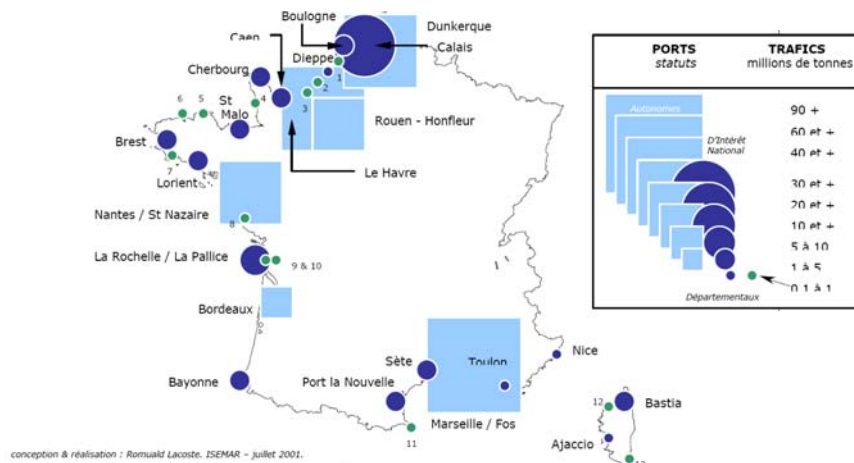 Boulogne
Dunkerque
Calais
Caen
Dieppe
Cherbourg
1
2
3
4
5
6
St
Malo
Rouen - Honfleur
Brest
7
Lorient
Le Havre
Nantes / St Nazaire
8
La Rochelle / La Pallice
9 & 10
Bordeaux
Sète
Toulon
Nice
Bayonne
Port la Nouvelle
Marseille / Fos
11
12
Bastia
Ajaccio
PORTS
statuts
TRAFICS
millions de tonnes
Autonomes
D'Intérêt
National
90 +
60 et +
40 et +
30 et +
20 et +
10 et +
5 à 10
1 à 5
0,1 à 1
Départementaux
conception & réalisation : Romuald Lacoste. ISEMAR – juillet 2001.